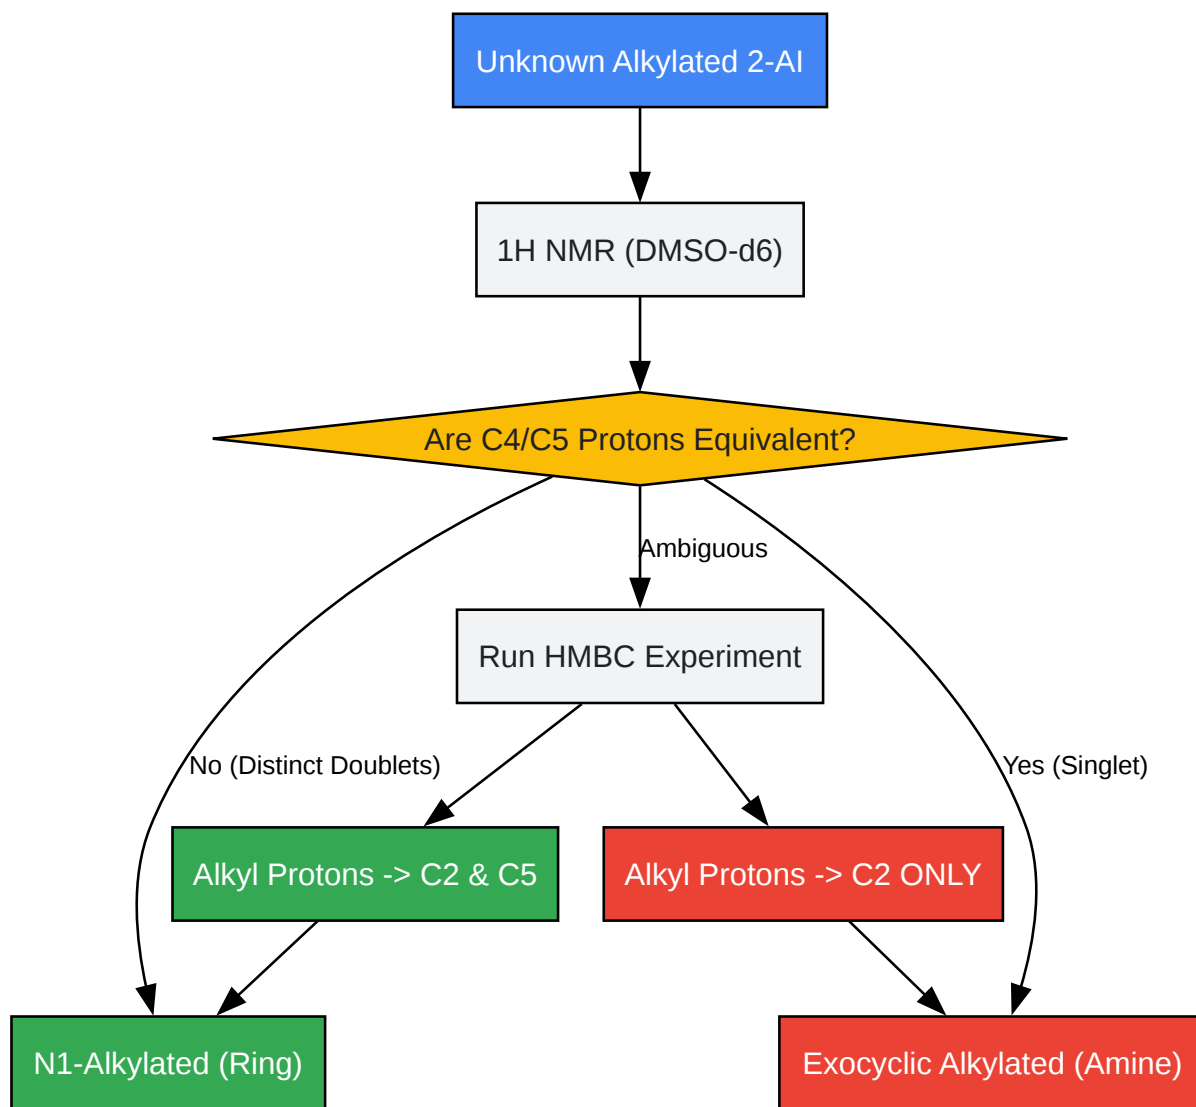 Unknown Alkylated 2-AI
1H NMR (DMSO-d6)
Are C4/C5 Protons Equivalent?
Ambiguous
Run HMBC Experiment
No (Distinct Doublets)
Yes (Singlet)
Alkyl Protons -> C2 & C5
Alkyl Protons -> C2 ONLY
N1-Alkylated (Ring)
Exocyclic Alkylated (Amine)